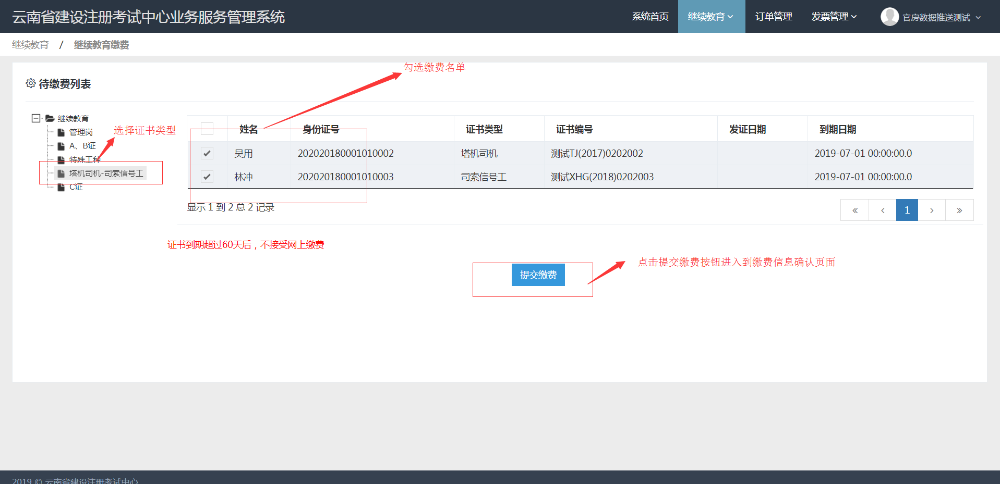 云南省建设注册考试中心业务服务管理系统 系统首页 继续教育 订单管理 发票管理 官房数据推送测试
继续教育 / 继续教育缴费
勾选缴费名单
待缴费列表
继续教育
管理岗
选择证书类型
A、B证
特殊工种
塔机司机-司索信号工
C证
姓名 身份证号 证书类型 证书编号 发证日期 到期日期
吴用 202020180001010002 塔机司机 测试TJ(2017)0202002 2019-07-01 00:00:00.0
林冲 202020180001010003 司索信号工 测试XHG(2018)0202003 2019-07-01 00:00:00.0
显示 1 到 2 总 2 记录
« ‹ 1 › »
证书到期超过60天后，不接受网上缴费
点击提交缴费按钮进入到缴费信息确认页面
提交缴费
2019 © 云南省建设注册考试中心